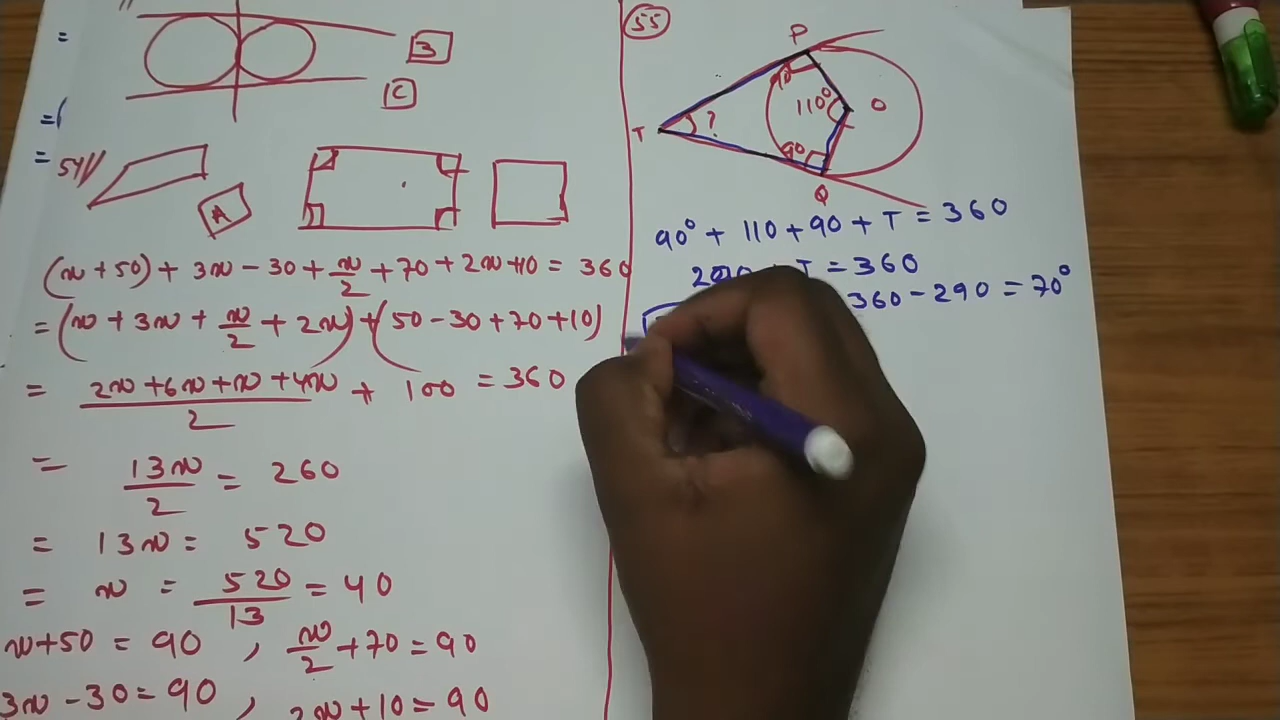 =
B
C
=(
=
54)
A
(x + 50) + 3x - 30 + x/2 + 70 + 2x + 10 = 360
= (x + 3x + x/2 + 2x) + (50 - 30 + 70 + 10)
= 2x + 6x + x + 4x / 2 + 100 = 360
= 13x/2 = 260
= 13x = 520
= x = 520/13 = 40
x + 50 = 90 , x/2 + 70 = 90
3x - 30 = 90 , 2x + 10 = 90
55
P
90
110° O
T ?
90
Q
90° + 110 + 90 + T = 360
290 + T = 360
360 - 290 = 70°